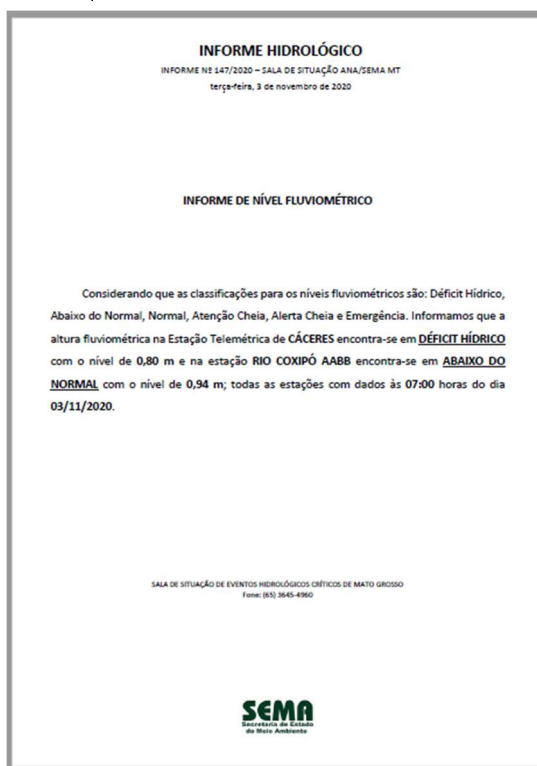 INFORME HIDROLÓGICO
INFORME Nº 147/2020 – SALA DE SITUAÇÃO ANA/SEMA MT
terça-feira, 3 de novembro de 2020
INFORME DE NÍVEL FLUVIOMÉTRICO
Considerando que as classificações para os níveis fluviométricos são: Déficit Hídrico,
Abaixo do Normal, Normal, Atenção Cheia, Alerta Cheia e Emergência. Informamos que a
altura fluviométrica na Estação Telemétrica de CÁCERES encontra-se em DÉFICIT HÍDRICO
com o nível de 0,80 m e na estação RIO COXIPÓ AABB encontra-se em ABAIXO DO
NORMAL com o nível de 0,94 m; todas as estações com dados às 07:00 horas do dia
03/11/2020.
SALA DE SITUAÇÃO DE EVENTOS HIDROLÓGICOS CRÍTICOS DE MATO GROSSO
Fone: (65) 3645-4960
SEMA
Secretaria de Estado
do Meio Ambiente